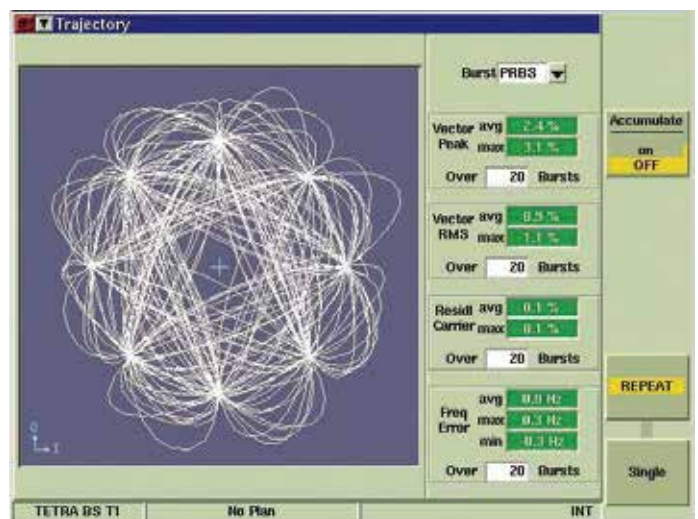 Trajectory
Burst PRBS
Vector Peak avg 2.4 %
max 3.1 %
Over 20 Bursts
Vector RMS avg 0.9 %
max 1.1 %
Over 20 Bursts
Residl Carrier avg 0.1 %
max 0.1 %
Over 20 Bursts
Freq Error avg 0.0 Hz
max 0.3 Hz
min -0.3 Hz
Over 20 Bursts
Accumulate
on
OFF
REPEAT
Single
Q
I
TETRA BS T1
No Plan
INT